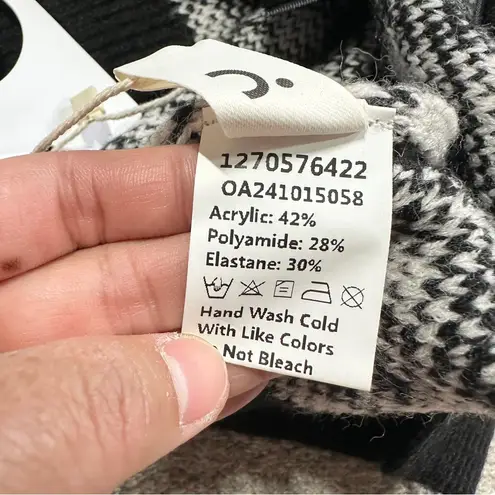 1270576422
OA241015058
Acrylic: 42%
Polyamide: 28%
Elastane: 30%
Hand Wash Cold
With Like Colors
Not Bleach